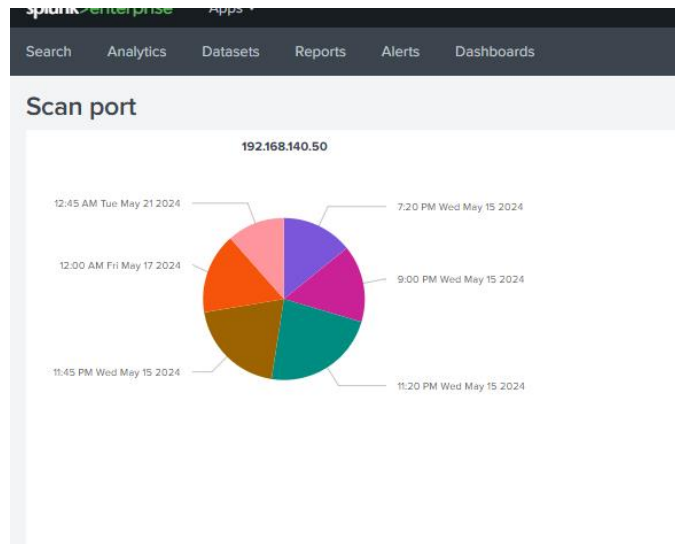 splunk>enterprise Apps
Search Analytics Datasets Reports Alerts Dashboards
Scan port
192.168.140.50
12:45 AM Tue May 21 2024
7:20 PM Wed May 15 2024
12:00 AM Fri May 17 2024
9:00 PM Wed May 15 2024
11:45 PM Wed May 15 2024
11:20 PM Wed May 15 2024